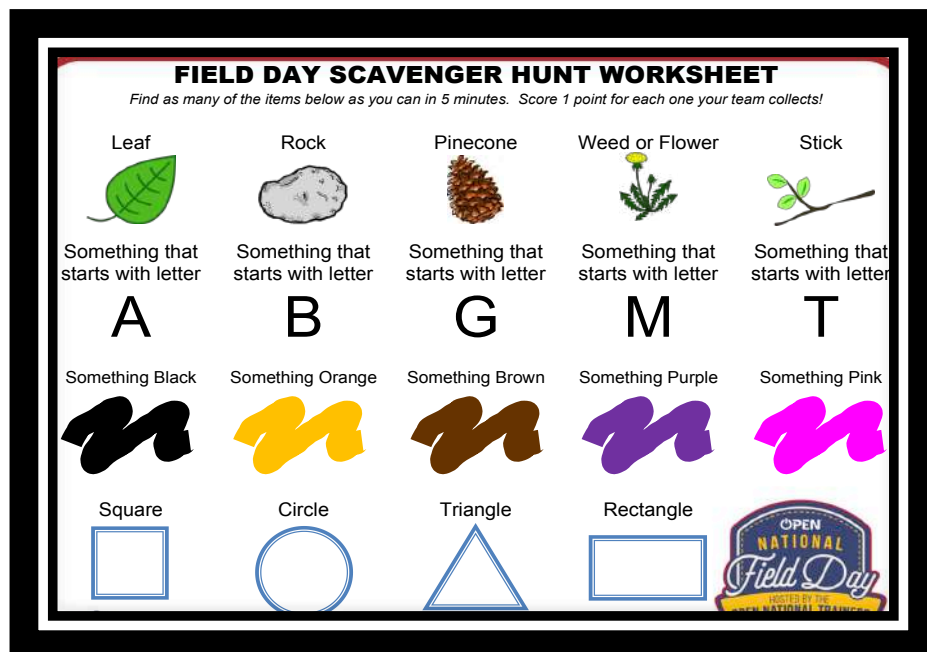 FIELD DAY SCAVENGER HUNT WORKSHEET
Find as many of the items below as you can in 5 minutes. Score 1 point for each one your team collects!
Leaf Rock Pinecone Weed or Flower Stick
Something that Something that Something that Something that Something that
starts with letter starts with letter starts with letter starts with letter starts with letter
A B G M T
Something Black Something Orange Something Brown Something Purple Something Pink
Square Circle Triangle Rectangle
OPEN
NATIONAL
Field Day
HOSTED BY THE
OPEN NATIONAL TRAINERS